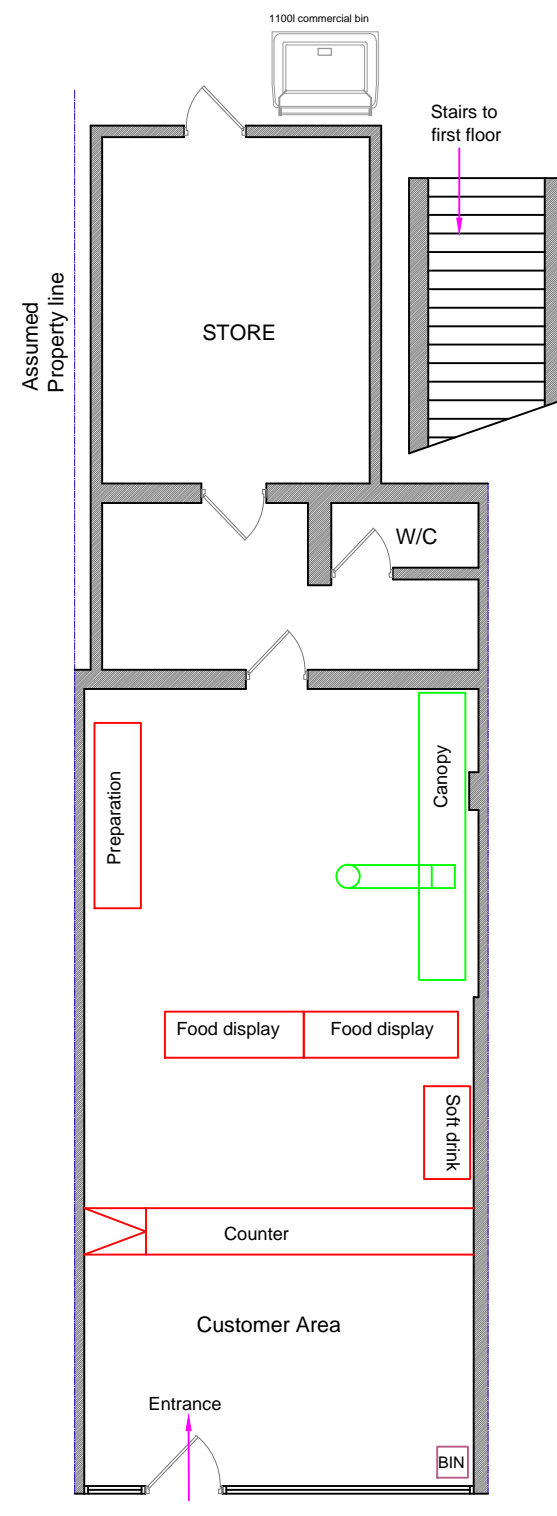 1100l commercial bin
Stairs to
first floor
Assumed
Property line
STORE
W/C
Canopy
Preparation
Food display
Food display
Soft drink
Counter
Customer Area
Entrance
BIN